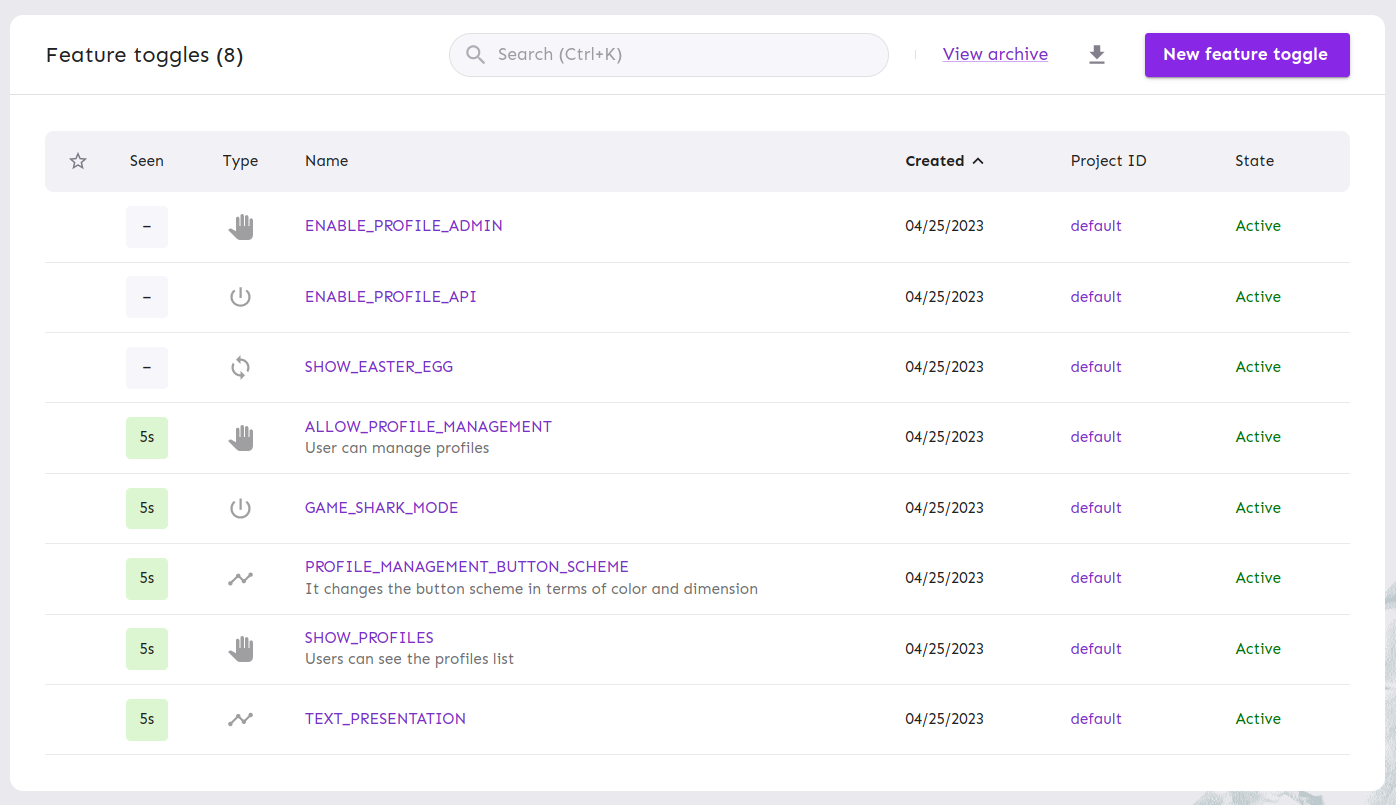 Feature toggles (8)
Search (Ctrl+K)
View archive
New feature toggle
Seen Type Name Created Project ID State
– ENABLE_PROFILE_ADMIN 04/25/2023 default Active
– ENABLE_PROFILE_API 04/25/2023 default Active
– SHOW_EASTER_EGG 04/25/2023 default Active
5s ALLOW_PROFILE_MANAGEMENT 04/25/2023 default Active
User can manage profiles
5s GAME_SHARK_MODE 04/25/2023 default Active
5s PROFILE_MANAGEMENT_BUTTON_SCHEME 04/25/2023 default Active
It changes the button scheme in terms of color and dimension
5s SHOW_PROFILES 04/25/2023 default Active
Users can see the profiles list
5s TEXT_PRESENTATION 04/25/2023 default Active